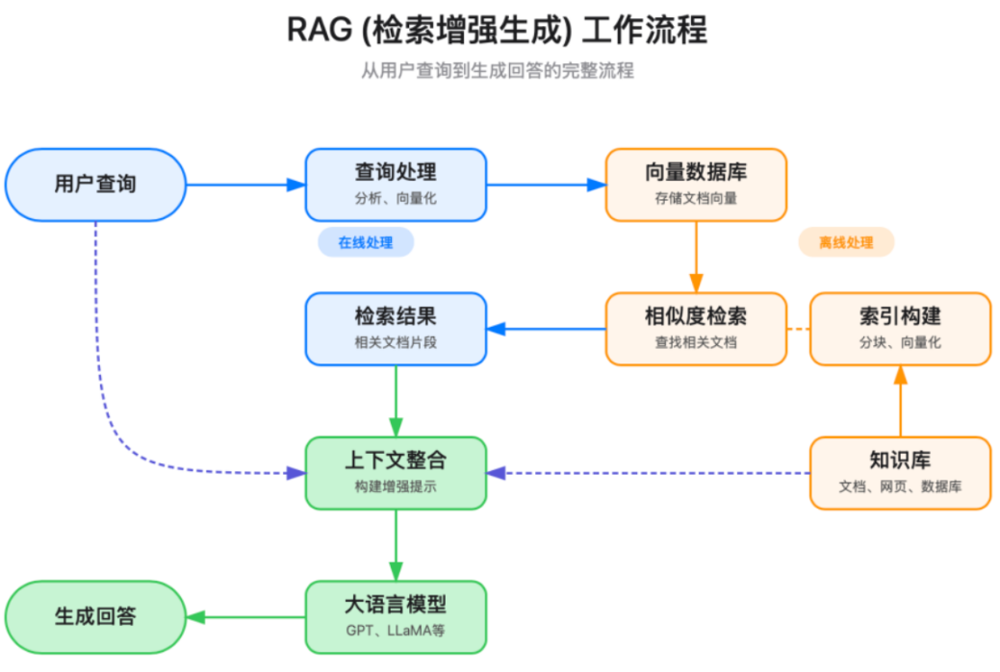 RAG (检索增强生成) 工作流程
从用户查询到生成回答的完整流程
用户查询
查询处理
分析、向量化
向量数据库
存储文档向量
在线处理
离线处理
检索结果
相关文档片段
相似度检索
查找相关文档
索引构建
分块、向量化
上下文整合
构建增强提示
知识库
文档、网页、数据库
生成回答
大语言模型
GPT、LLaMA等